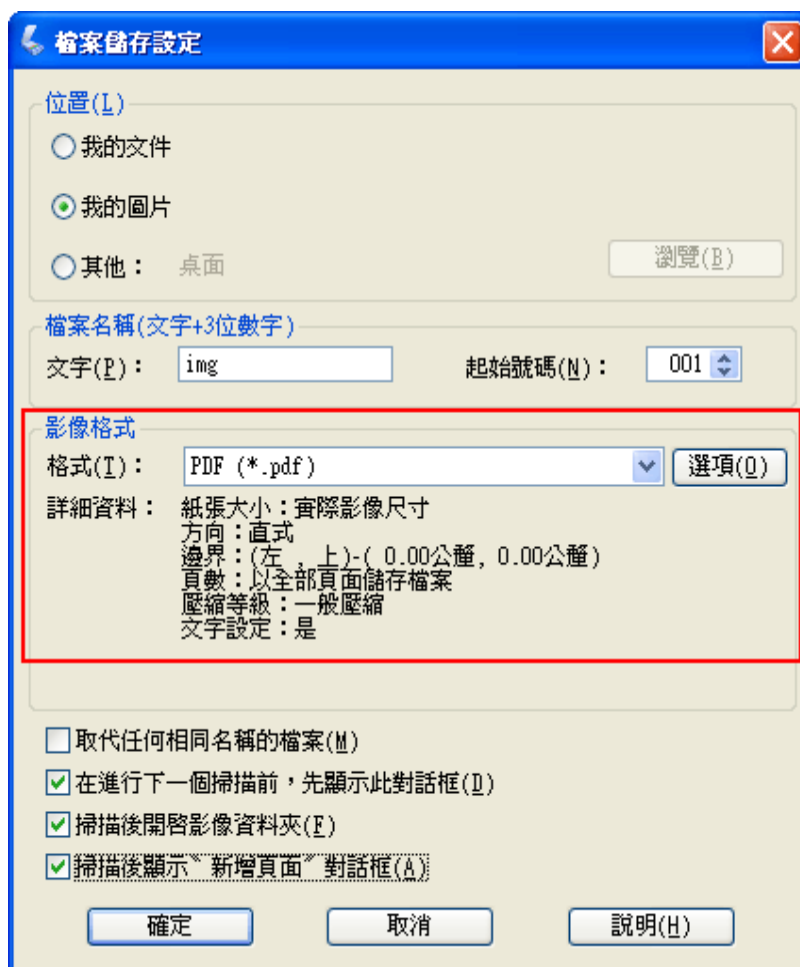 檔案儲存設定
位置(L)
我的文件
我的圖片
其他： 桌面 瀏覽(B)
檔案名稱(文字+3位數字)
文字(P)： img 起始號碼(N)： 001
影像格式
格式(T)： PDF (*.pdf) 選項(O)
詳細資料： 紙張大小：實際影像尺寸
方向：直式
邊界：(左 , 上)-( 0.00公釐, 0.00公釐)
頁數：以全部頁面儲存檔案
壓縮等級：一般壓縮
文字設定：是
取代任何相同名稱的檔案(M)
在進行下一個掃描前，先顯示此對話框(D)
掃描後開啓影像資料夾(F)
掃描後顯示〝新增頁面〞對話框(A)
確定 取消 說明(H)